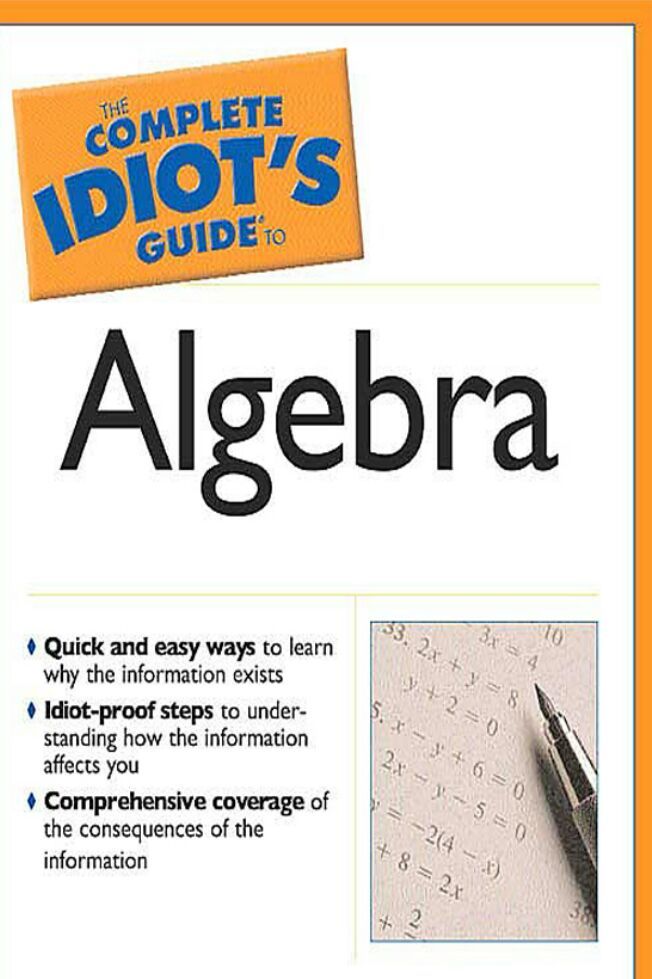 THE
COMPLETE
IDIOT'S
GUIDE® TO
Algebra
♦ Quick and easy ways to learn
why the information exists
♦ Idiot-proof steps to under-
standing how the information
affects you
♦ Comprehensive coverage of
the consequences of the
information
10
3x = 4
33. 2x + y = 8
y + 2 = 0
5. x - y + 6 = 0
2x - y - 5 = 0
y = -2(4 - x)
+ 8 = 2x
+ 2
38